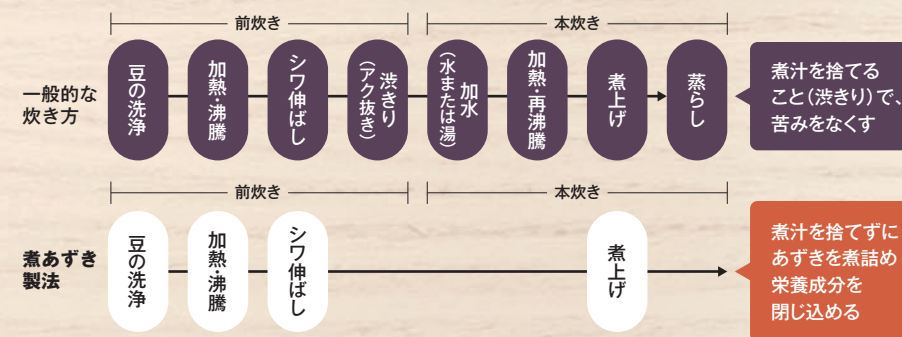 前炊き
本炊き
一般的な
炊き方
豆の洗浄
加熱・沸騰
シワ伸ばし
渋きり
(アク抜き)
加水
(水または湯)
加熱・再沸騰
煮上げ
蒸らし
煮汁を捨てる
こと(渋きり)で、
苦みをなくす
前炊き
本炊き
煮あずき
製法
豆の洗浄
加熱・沸騰
シワ伸ばし
煮上げ
煮汁を捨てずに
あずきを煮詰め
栄養成分を
閉じ込める